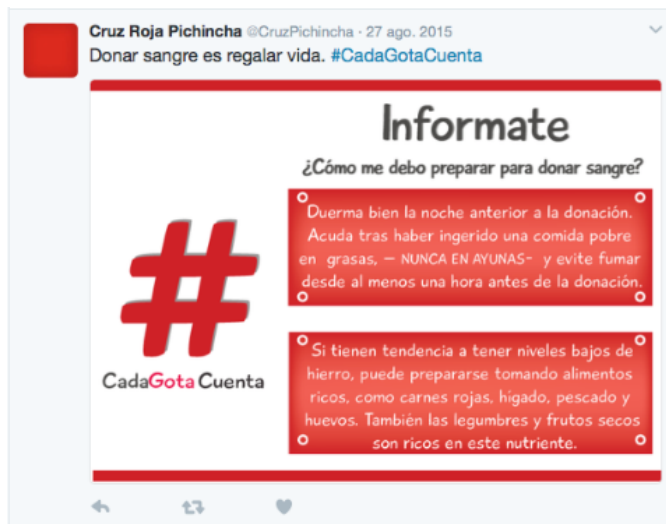 Cruz Roja Pichincha @CruzPichincha · 27 ago. 2015
Donar sangre es regalar vida. #CadaGotaCuenta
Informate
¿Cómo me debo preparar para donar sangre?
Duerma bien la noche anterior a la donación.
Acuda tras haber ingerido una comida pobre
en grasas, – NUNCA EN AYUNAS- y evite fumar
desde al menos una hora antes de la donación.
#
CadaGota Cuenta
Si tienen tendencia a tener niveles bajos de
hierro, puede prepararse tomando alimentos
ricos, como carnes rojas, hígado, pescado y
huevos. También las legumbres y frutos secos
son ricos en este nutriente.